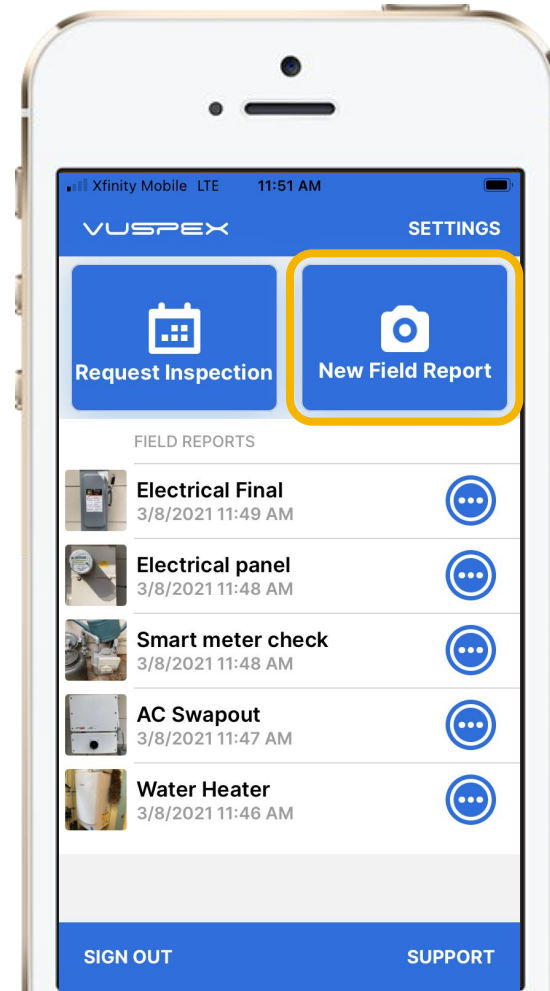 Xfinity Mobile LTE 11:51 AM
VUSPEX SETTINGS
Request Inspection
New Field Report
FIELD REPORTS
Electrical Final
3/8/2021 11:49 AM
Electrical panel
3/8/2021 11:48 AM
Smart meter check
3/8/2021 11:48 AM
AC Swapout
3/8/2021 11:47 AM
Water Heater
3/8/2021 11:46 AM
SIGN OUT SUPPORT